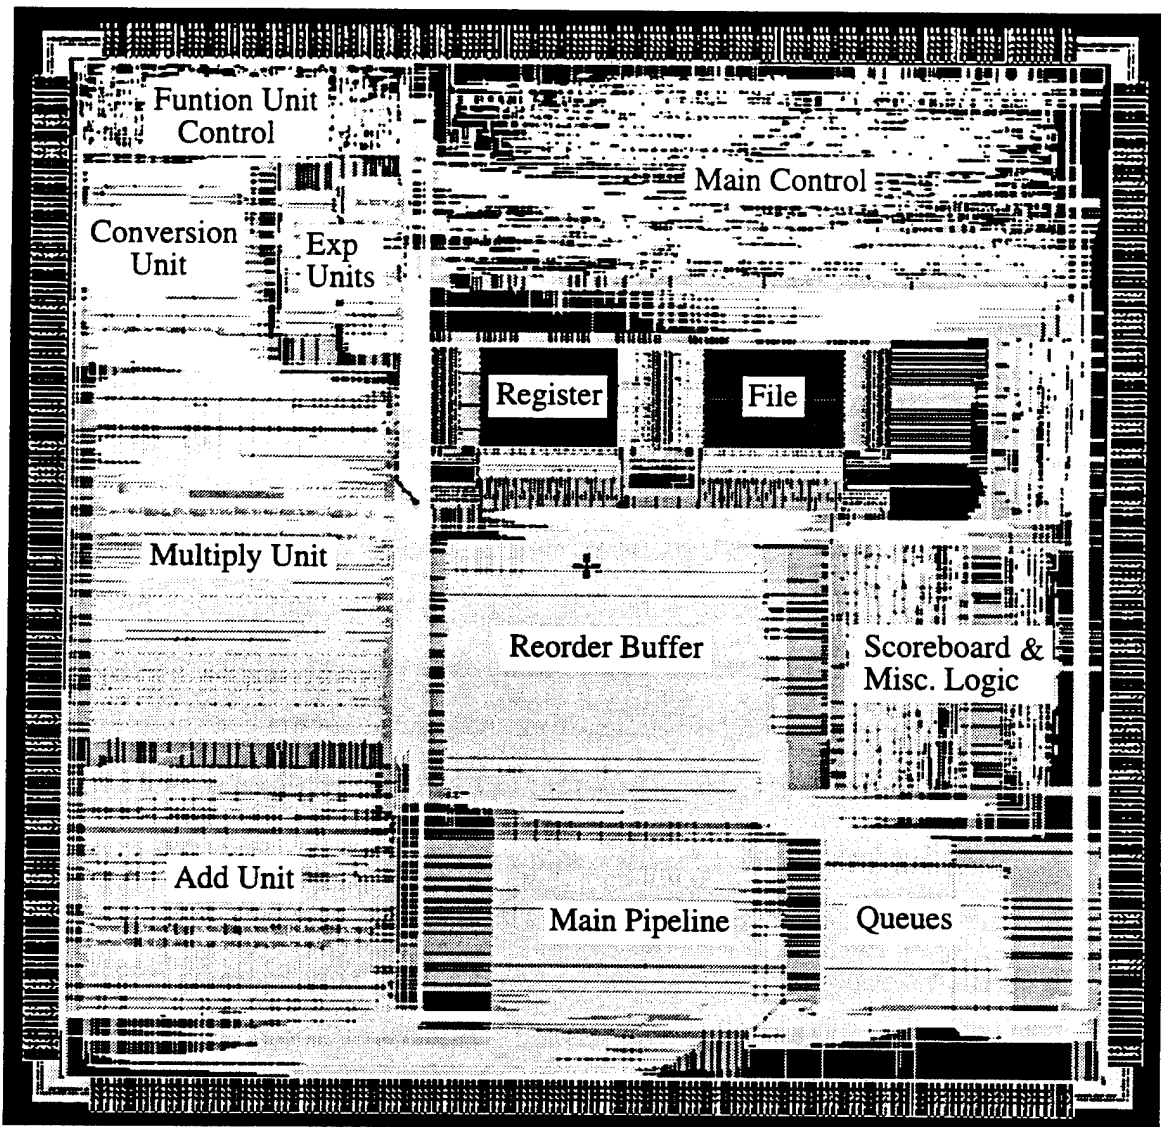 Funtion Unit
Control
Main Control
Conversion
Unit
Exp
Units
Register
File
Multiply Unit
Reorder Buffer
Scoreboard &
Misc. Logic
Add Unit
Main Pipeline
Queues